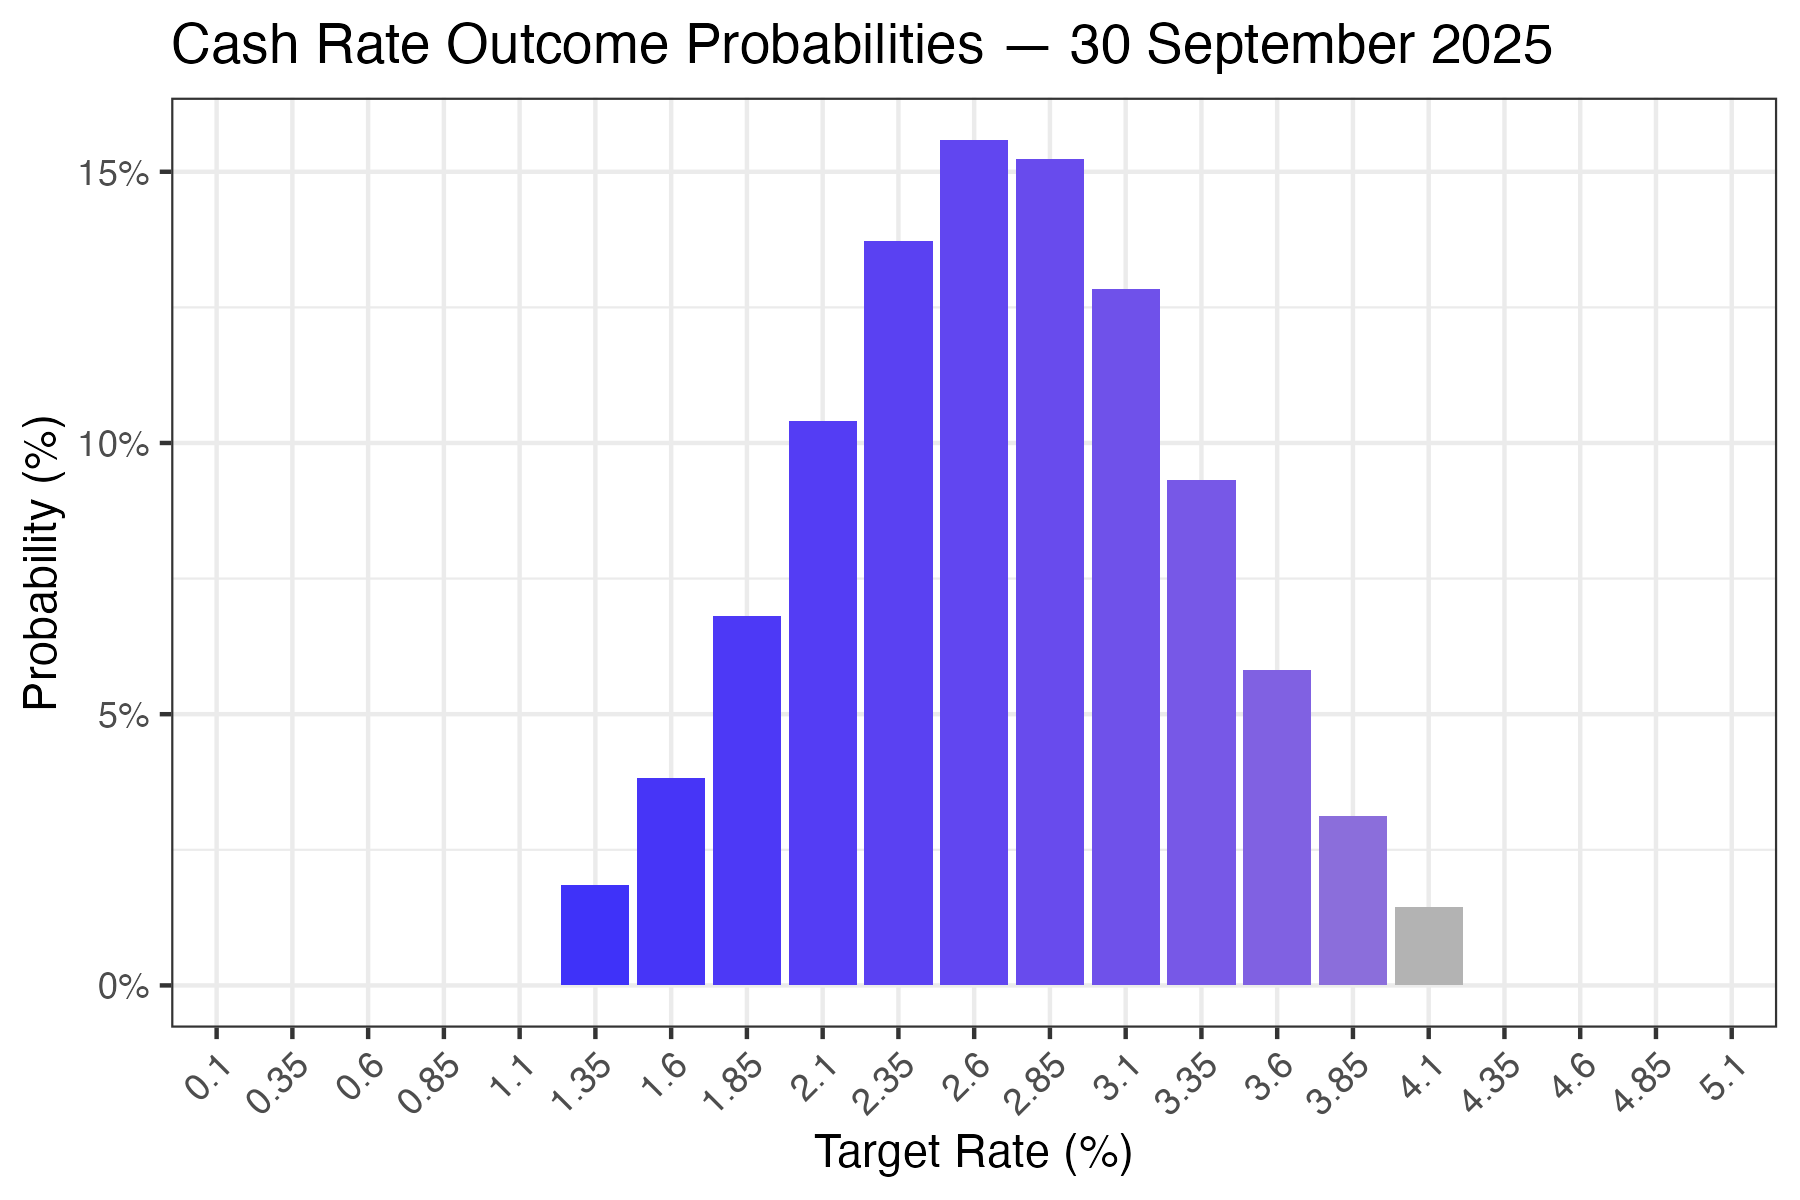 Cash Rate Outcome Probabilities — 30 September 2025
Probability (%)
15%
10%
5%
0%
0.1 0.35 0.6 0.85 1.1 1.35 1.6 1.85 2.1 2.35 2.6 2.85 3.1 3.35 3.6 3.85 4.1 4.35 4.6 4.85 5.1
Target Rate (%)